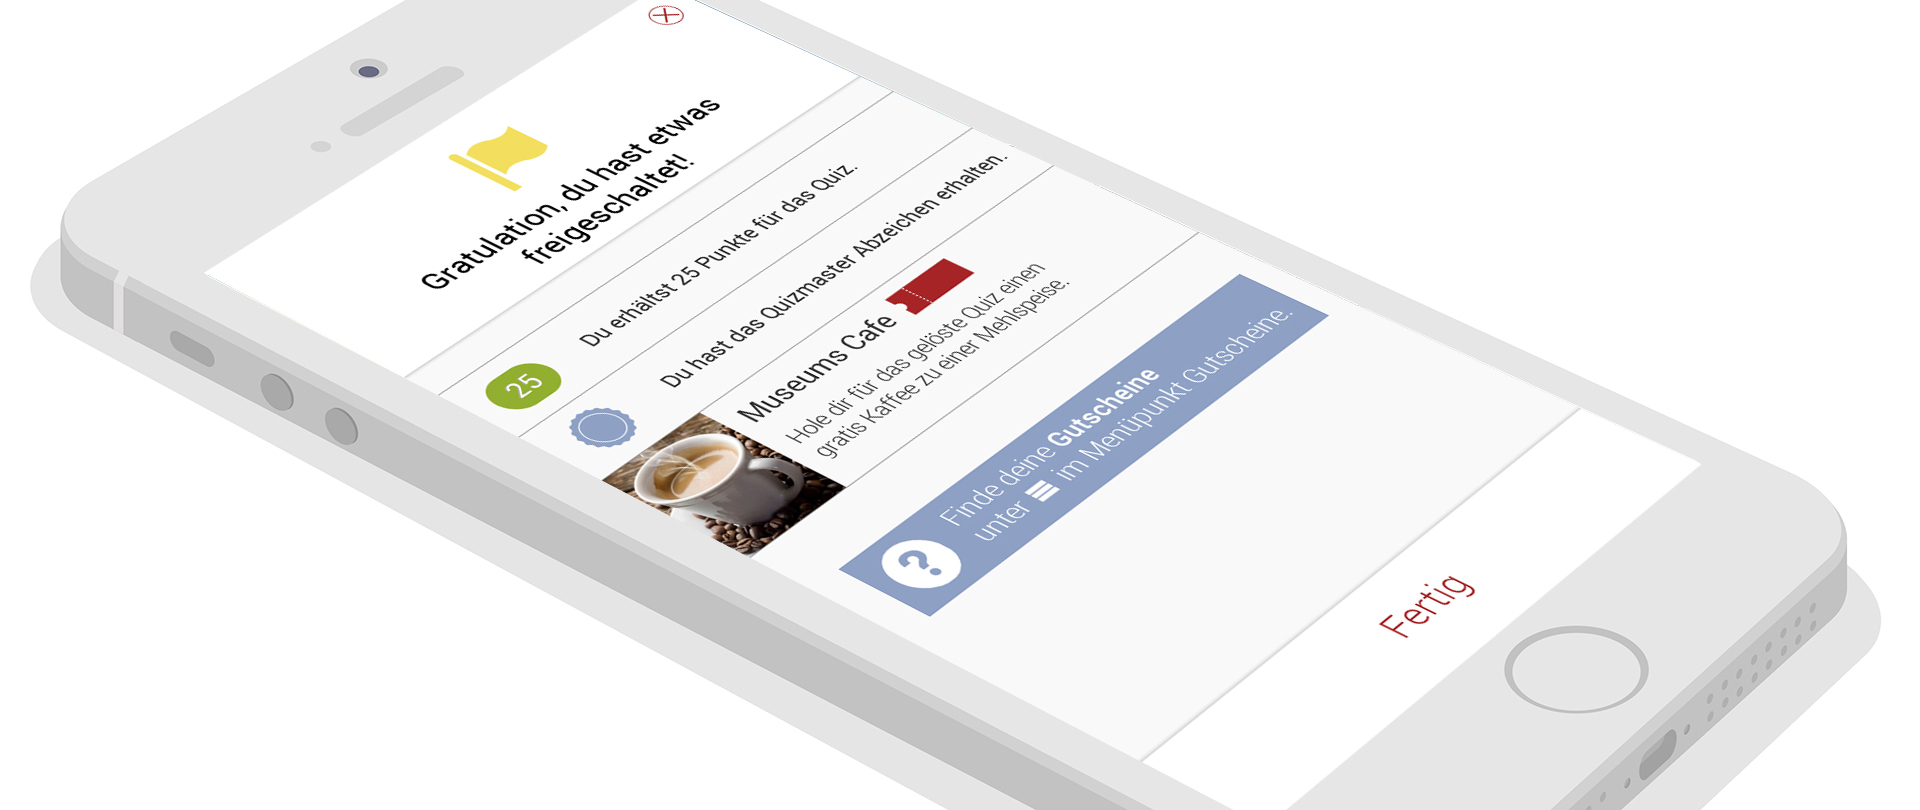 Gratulation, du hast etwas
freigeschaltet!
25
Du erhältst 25 Punkte für das Quiz.
Du hast das Quizmaster Abzeichen erhalten.
Museums Cafe
Hole dir für das gelöste Quiz einen
gratis Kaffee zu einer Mehlspeise.
?
Finde deine Gutscheine
unter ☰ im Menüpunkt Gutscheine.
Fertig